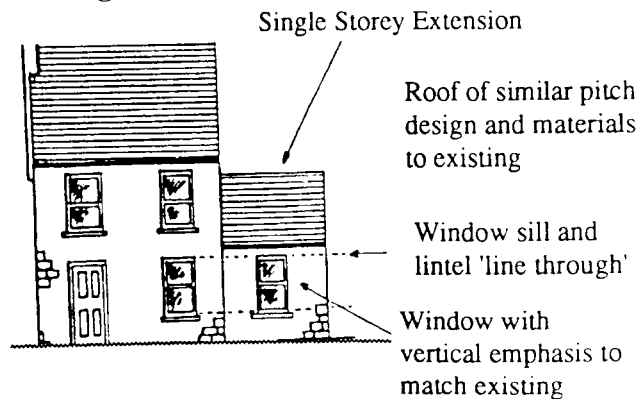 Single Storey Extension
Roof of similar pitch
design and materials
to existing
Window sill and
lintel 'line through'
Window with
vertical emphasis to
match existing